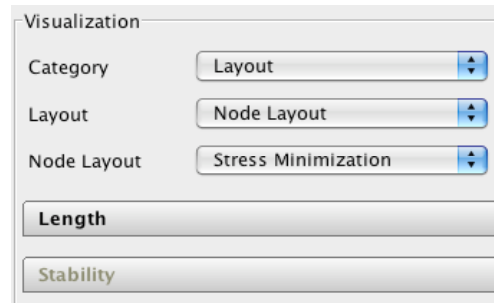 Visualization
Category Layout
Layout Node Layout
Node Layout Stress Minimization
Length
Stability